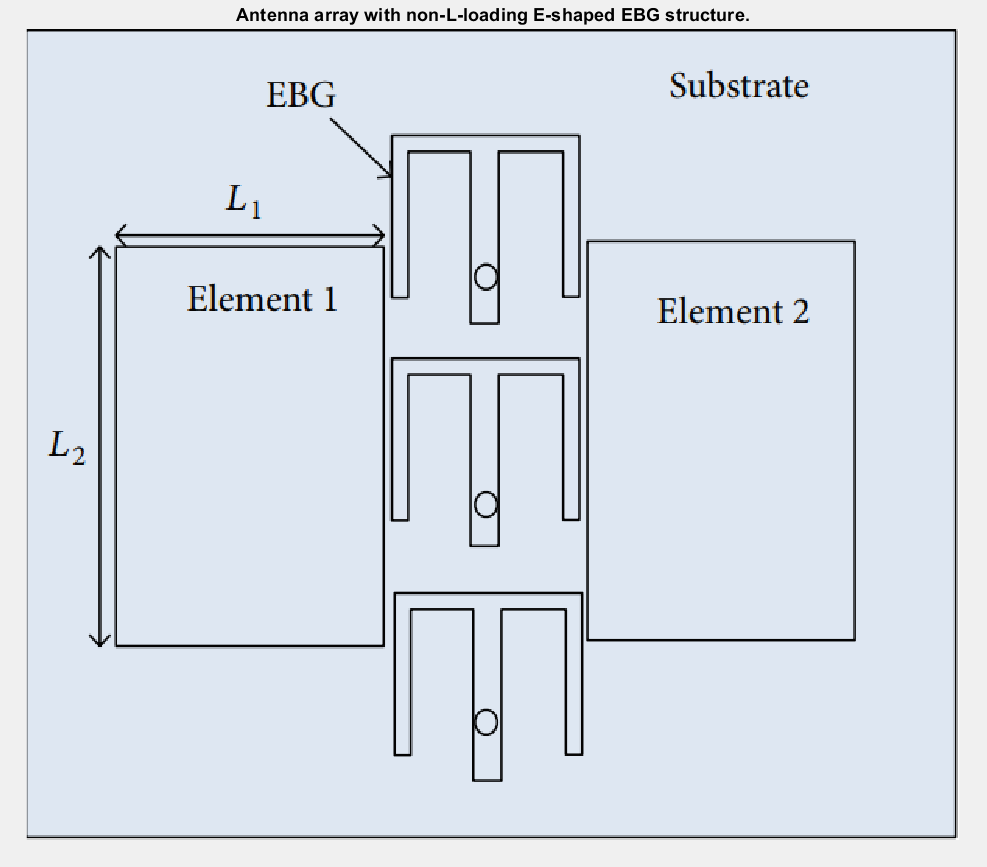 Antenna array with non-L-loading E-shaped EBG structure.
Substrate
EBG
L1
Element 1
Element 2
L2